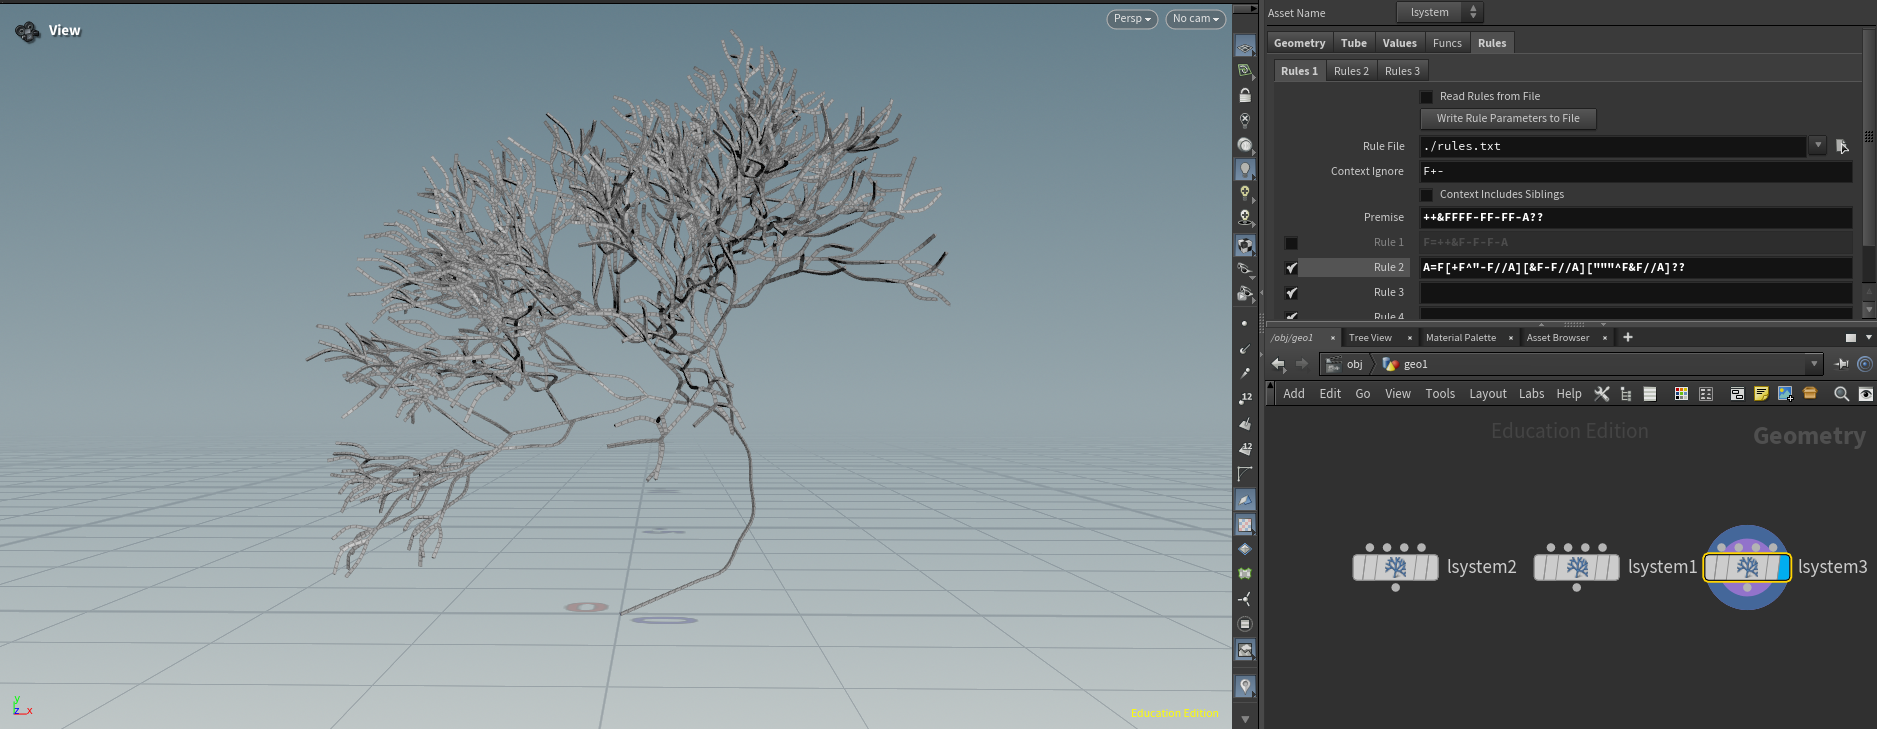 View
Persp
No cam
Education Edition
y
z x
12
12
Asset Name lsystem
Geometry Tube Values Funcs Rules
Rules 1 Rules 2 Rules 3
Read Rules from File
Write Rule Parameters to File
Rule File ./rules.txt
Context Ignore F+-
Context Includes Siblings
Premise ++&FFFF-FF-FF-A??
Rule 1 F=++&F-F-F-A
Rule 2 A=F[+F^"-F//A][&F-F//A]["""^F&F//A]??
Rule 3
Rule 4
/obj/geo1 × Tree View × Material Palette × Asset Browser × +
obj geo1
Add Edit Go View Tools Layout Labs Help
Education Edition Geometry
lsystem2 lsystem1 lsystem3